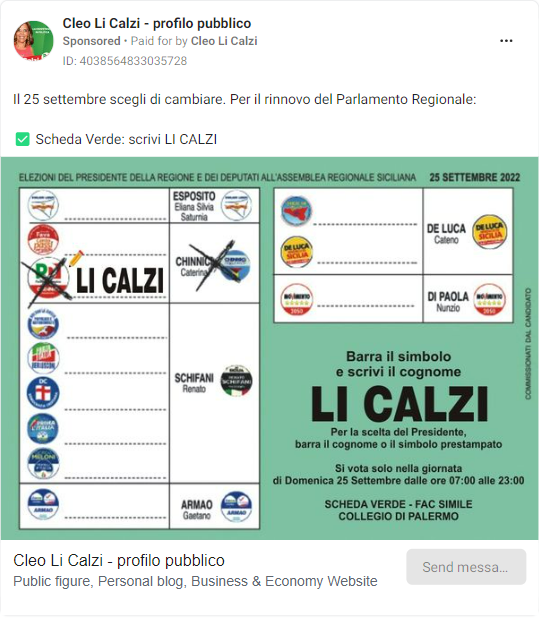 Cleo Li Calzi - profilo pubblico
Sponsored • Paid for by Cleo Li Calzi
ID: 4038564833035728
Il 25 settembre scegli di cambiare. Per il rinnovo del Parlamento Regionale:
✅ Scheda Verde: scrivi LI CALZI
ELEZIONI DEL PRESIDENTE DELLA REGIONE E DEI DEPUTATI ALL'ASSEMBLEA REGIONALE SICILIANA 25 SETTEMBRE 2022
ESPOSITO
Eliana Silvia
Saturnia
LI CALZI
CHINNICI
Caterina
SCHIFANI
Renato
ARMAO
Gaetano
DE LUCA
Cateno
DI PAOLA
Nunzio
COMMISSIONATI DAL CANDIDATO
Barra il simbolo
e scrivi il cognome
LI CALZI
Per la scelta del Presidente,
barra il cognome o il simbolo prestampato
Si vota solo nella giornata
di Domenica 25 Settembre dalle ore 07:00 alle 23:00
SCHEDA VERDE - FAC SIMILE
COLLEGIO DI PALERMO
Cleo Li Calzi - profilo pubblico
Public figure, Personal blog, Business & Economy Website
Send messa...